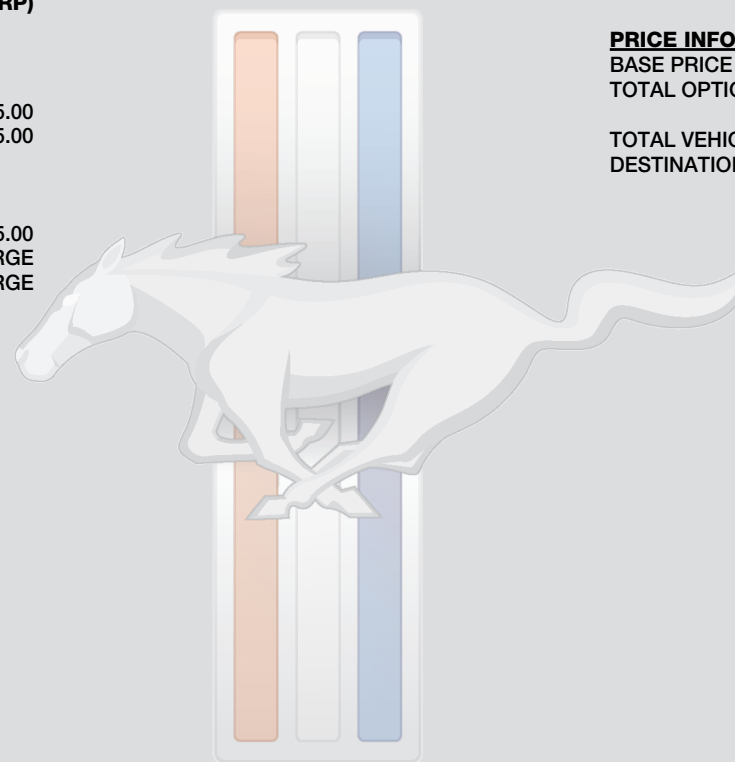 RP)
5.00
5.00
5.00
RGE
RGE
PRICE INFO
BASE PRICE
TOTAL OPTIO
TOTAL VEHIC
DESTINATION